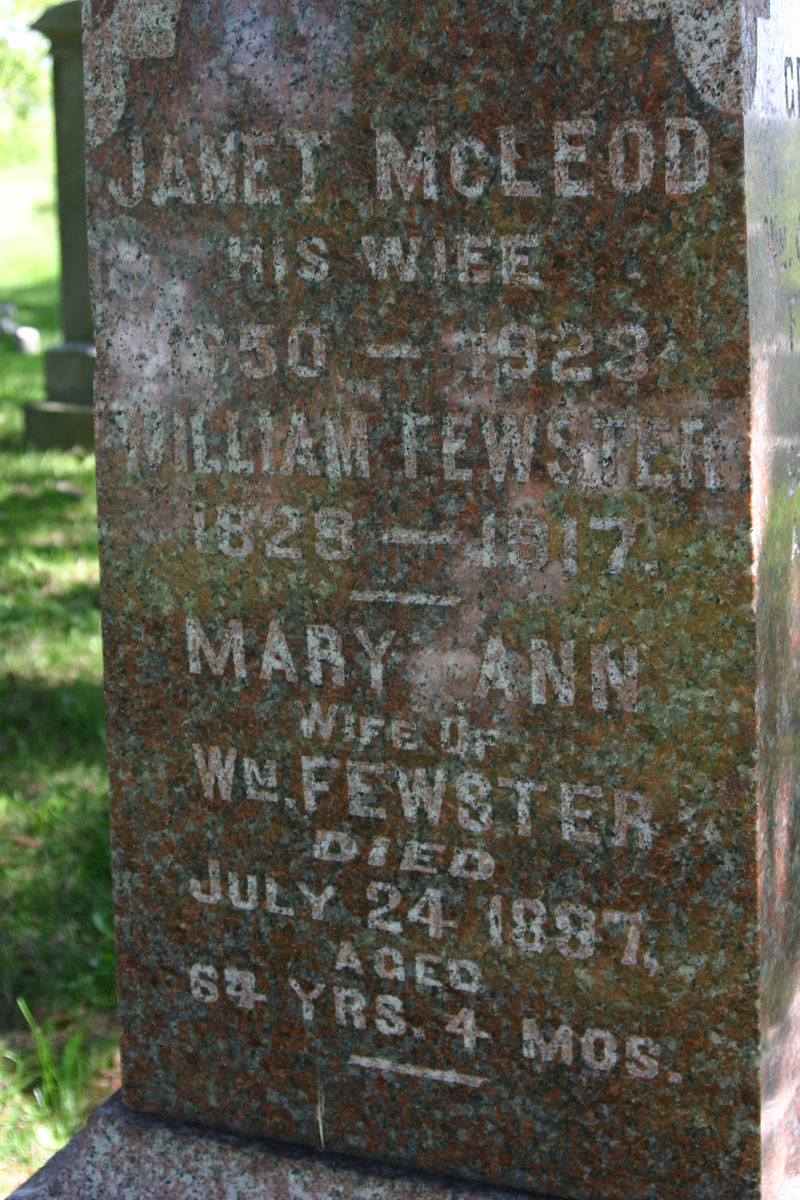 JANET McLEOD
HIS WIFE
1850 — 1923
WILLIAM FEWSTER
1828 — 1917.
MARY ANN
WIFE OF
WM. FEWSTER
DIED
JULY 24 1897,
AGED
64 YRS. 4 MOS.